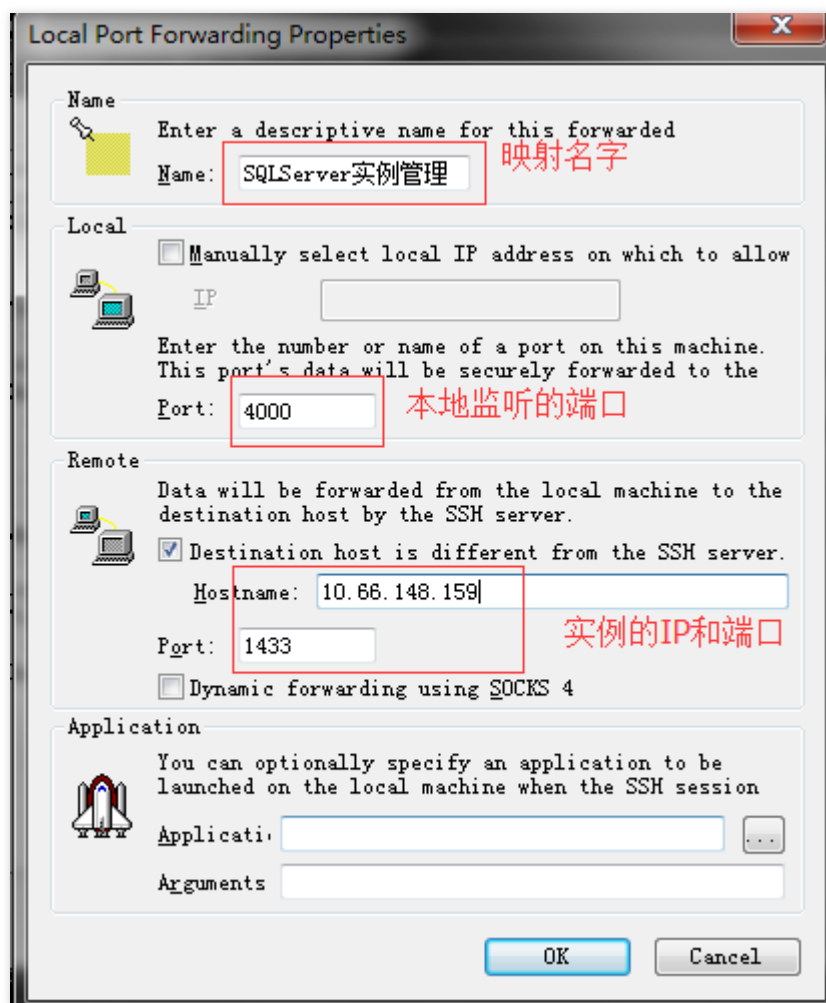 Local Port Forwarding Properties
X
Name
Enter a descriptive name for this forwarded
Name: SQLServer实例管理
映射名字
Local
Manually select local IP address on which to allow
IP
Enter the number or name of a port on this machine.
This port's data will be securely forwarded to the
Port: 4000
本地监听的端口
Remote
Data will be forwarded from the local machine to the
destination host by the SSH server.
Destination host is different from the SSH server.
Hostname: 10.66.148.159
Port: 1433
实例的IP和端口
Dynamic forwarding using SOCKS 4
Application
You can optionally specify an application to be
launched on the local machine when the SSH session
Applicati
...
Arguments
OK
Cancel